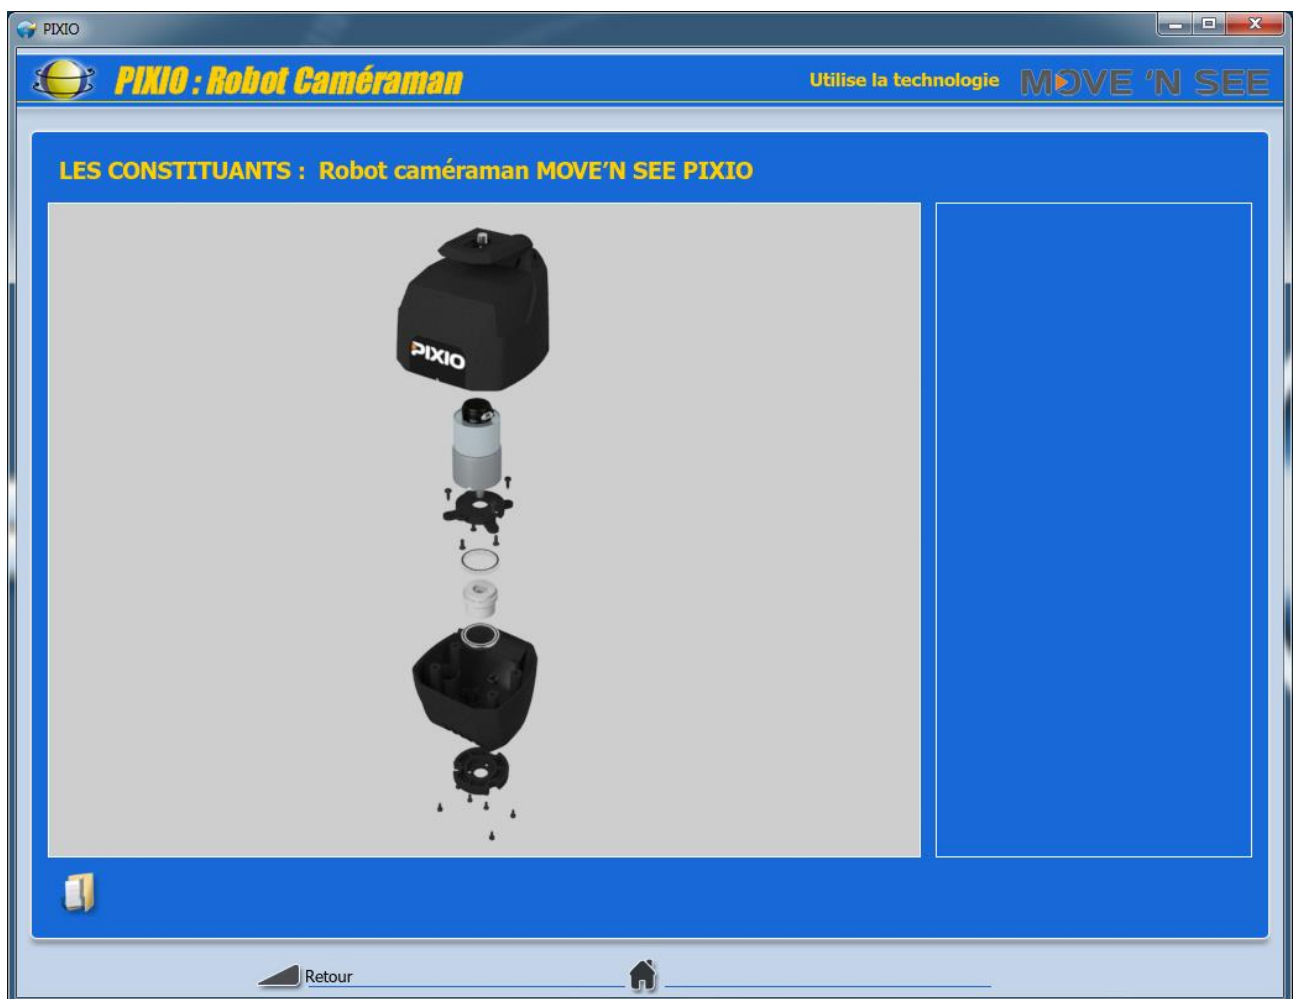 PIXIO
PIXIO : Robot Caméraman
Utilise la technologie MOVE 'N SEE
LES CONSTITUANTS : Robot caméraman MOVE’N SEE PIXIO
PIXIO
Retour